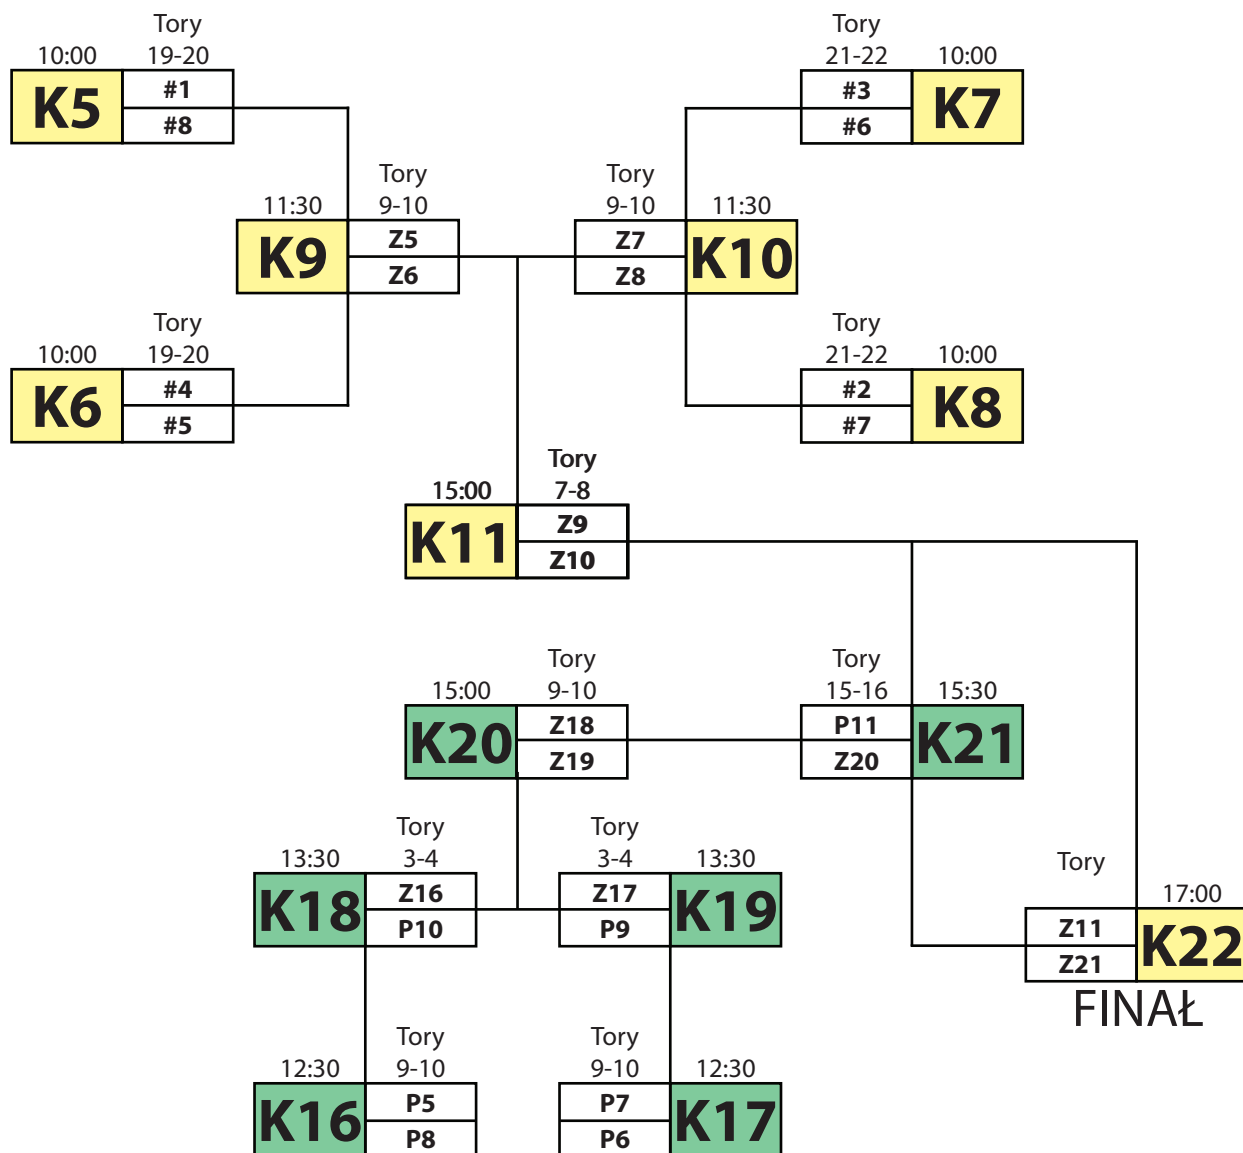 Tory
Tory
10:00 19-20
21-22 10:00
K5 #1
#8
#3 K7
#6
Tory
Tory
11:30 9-10
9-10 11:30
K9 Z5
Z6
Z7 K10
Z8
Tory
Tory
10:00 19-20
21-22 10:00
K6 #4
#5
#2 K8
#7
Tory
15:00 7-8
K11 Z9
Z10
Tory
Tory
15:00 9-10
15-16 15:30
K20 Z18
Z19
P11 K21
Z20
Tory
Tory
13:30 3-4
3-4 13:30
K18 Z16
P10
Z17 K19
P9
Tory
17:00
Z11 K22
Z21
FINAŁ
Tory
Tory
12:30 9-10
9-10 12:30
K16 P5
P8
P7 K17
P6